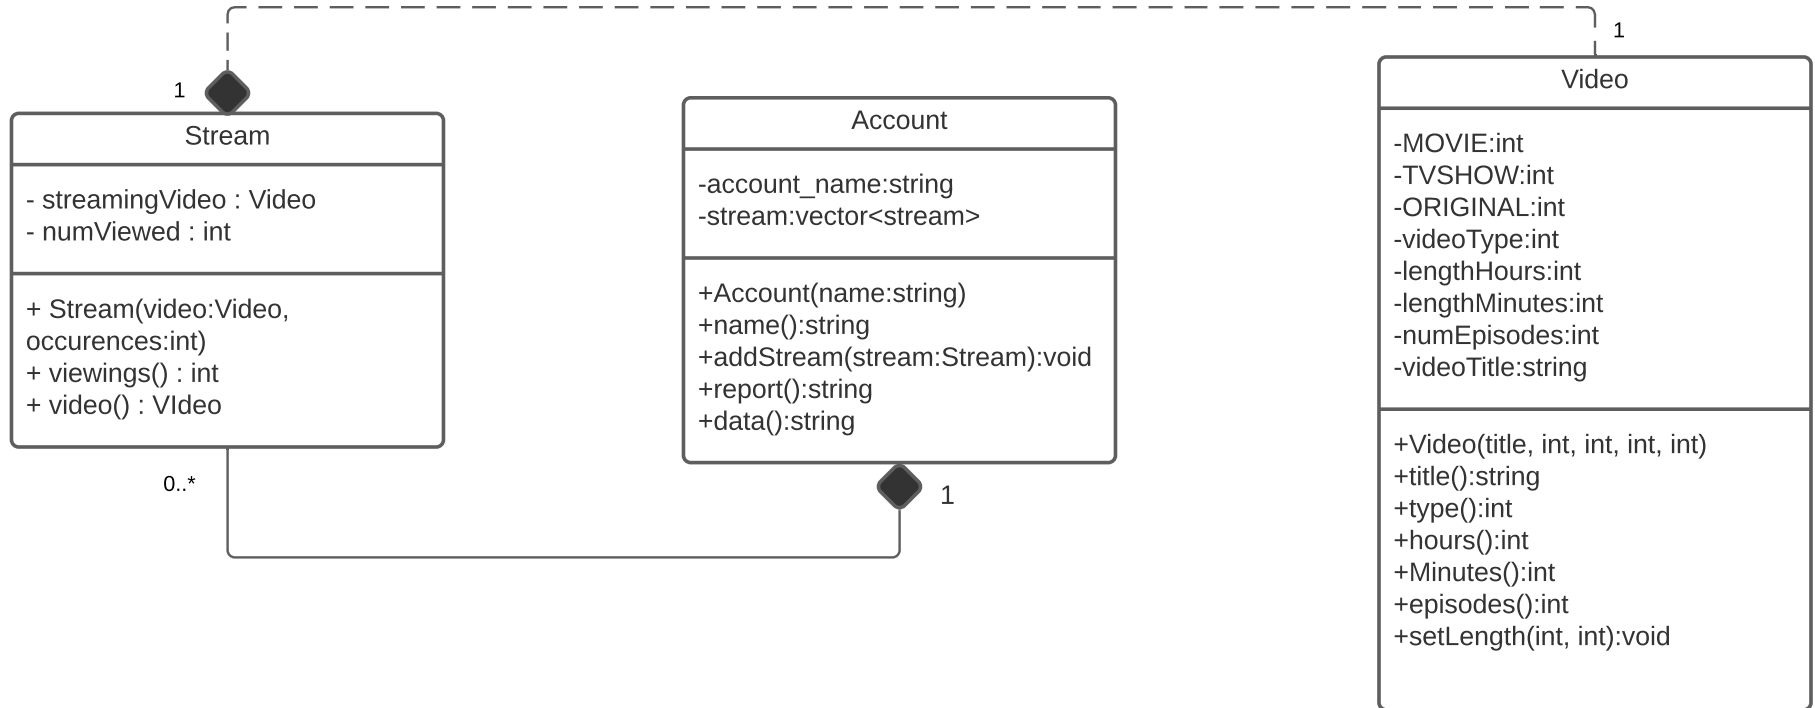 1
Stream
- streamingVideo : Video
- numViewed : int
+ Stream(video:Video,
occurences:int)
+ viewings() : int
+ video() : VIdeo
0..*
Account
-account_name:string
-stream:vector<stream>
+Account(name:string)
+name():string
+addStream(stream:Stream):void
+report():string
+data():string
1
1
Video
-MOVIE:int
-TVSHOW:int
-ORIGINAL:int
-videoType:int
-lengthHours:int
-lengthMinutes:int
-numEpisodes:int
-videoTitle:string
+Video(title, int, int, int, int)
+title():string
+type():int
+hours():int
+Minutes():int
+episodes():int
+setLength(int, int):void